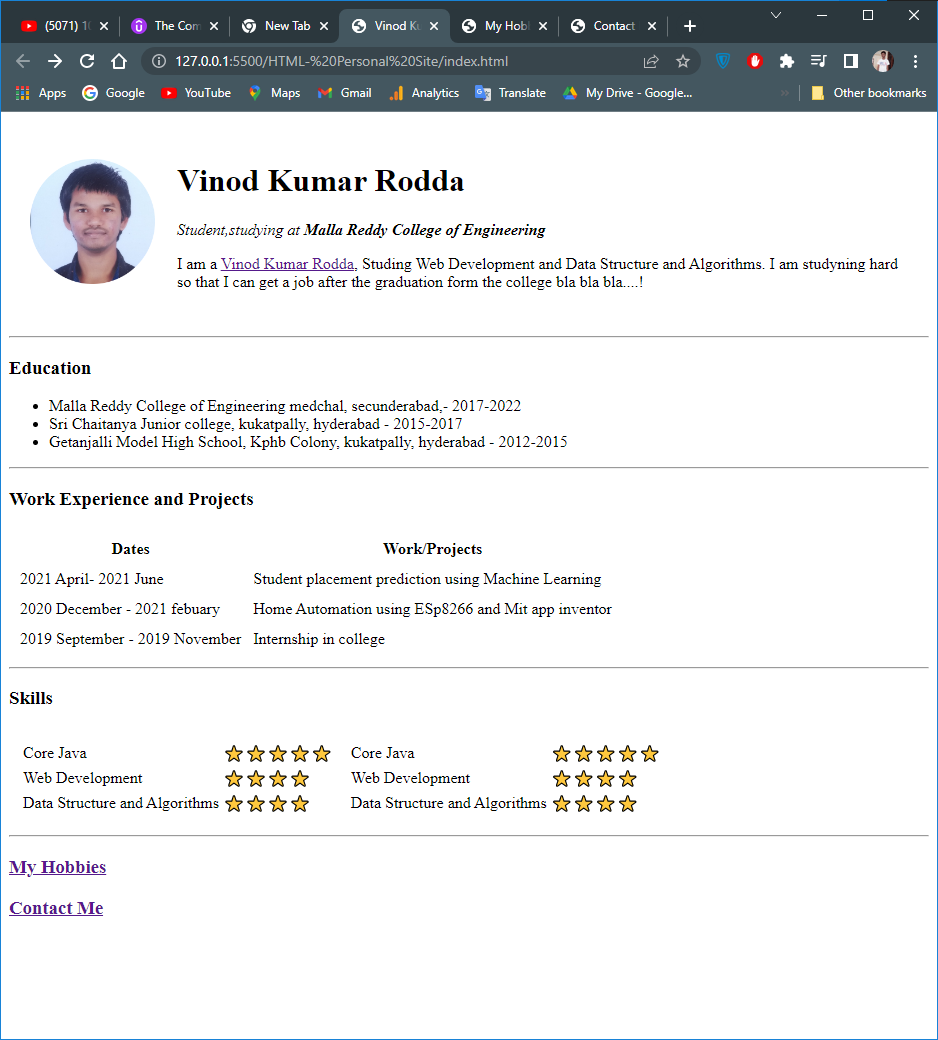 (5071) 1
The Com
New Tab
Vinod Ku
My Hobb
Contact
127.0.0.1:5500/HTML-%20Personal%20Site/index.html
Apps Google YouTube Maps Gmail Analytics Translate My Drive - Google... » Other bookmarks
Vinod Kumar Rodda
Student,studying at Malla Reddy College of Engineering
I am a Vinod Kumar Rodda, Studing Web Development and Data Structure and Algorithms. I am studyning hard
so that I can get a job after the graduation form the college bla bla bla....!
Education
• Malla Reddy College of Engineering medchal, secunderabad,- 2017-2022
• Sri Chaitanya Junior college, kukatpally, hyderabad - 2015-2017
• Getanjalli Model High School, Kphb Colony, kukatpally, hyderabad - 2012-2015
Work Experience and Projects
Dates Work/Projects
2021 April- 2021 June Student placement prediction using Machine Learning
2020 December - 2021 febuary Home Automation using ESp8266 and Mit app inventor
2019 September - 2019 November Internship in college
Skills
Core Java ⭐⭐⭐⭐⭐ Core Java ⭐⭐⭐⭐⭐
Web Development ⭐⭐⭐⭐ Web Development ⭐⭐⭐⭐
Data Structure and Algorithms ⭐⭐⭐⭐ Data Structure and Algorithms ⭐⭐⭐⭐
My Hobbies
Contact Me